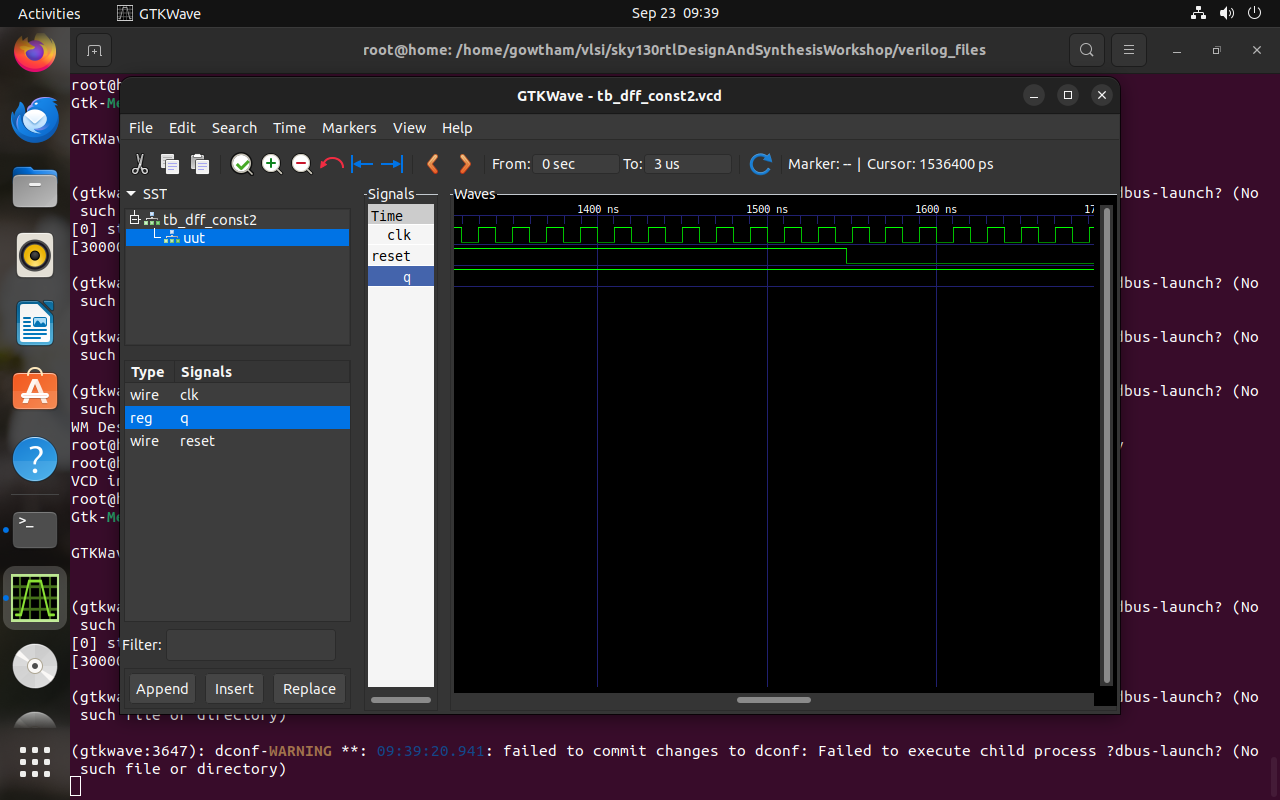 Activities GTKWave Sep 23 09:39
root@home: /home/gowtham/vlsi/sky130rtlDesignAndSynthesisWorkshop/verilog_files
root@h
Gtk-Me
GTKWav
GTKWave - tb_dff_const2.vcd
File Edit Search Time Markers View Help
From: 0 sec To: 3 us Marker: -- | Cursor: 1536400 ps
SST
tb_dff_const2
uut
Type Signals
wire clk
reg q
wire reset
Filter:
Append Insert Replace
Signals
Time
clk
reset
q
Waves
1400 ns 1500 ns 1600 ns 17
(gtkwa dbus-launch? (No
such
[0] st
[30000
(gtkwa dbus-launch? (No
such
(gtkwa dbus-launch? (No
such
(gtkwa dbus-launch? (No
such
WM Des
root@h
root@h
VCD in
root@h
Gtk-Me
GTKWav
(gtkwa dbus-launch? (No
such
[0] st
[30000
(gtkwa dbus-launch? (No
such file or directory)
(gtkwave:3647): dconf-WARNING **: 09:39:20.941: failed to commit changes to dconf: Failed to execute child process ?dbus-launch? (No
such file or directory)